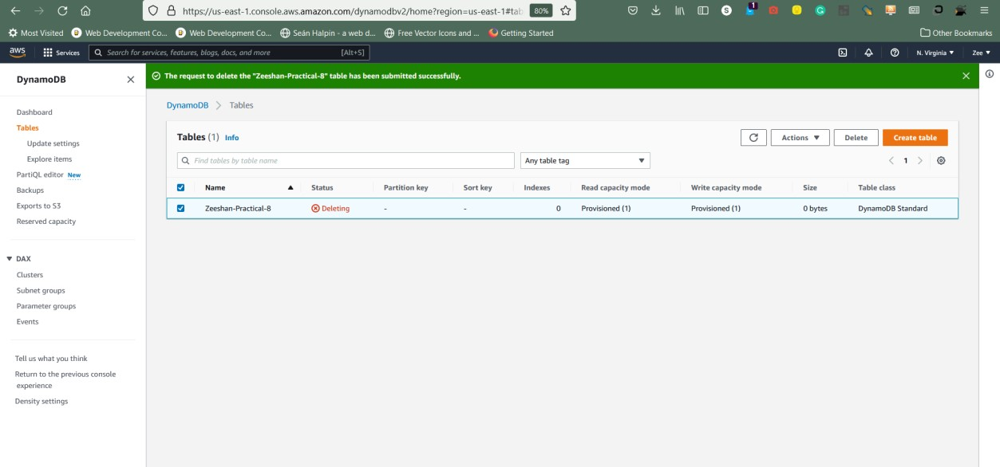 https://us-east-1.console.aws.amazon.com/dynamodbv2/home?region=us-east-1#tab
80%
S
1
Most Visited
Web Development Co...
Web Development Co...
Seán Halpin - a web d...
Free Vector Icons and ...
Getting Started
Other Bookmarks
aws
Services
Search for services, features, blogs, docs, and more
[Alt+S]
N. Virginia ▼
Zee ▼
DynamoDB
The request to delete the "Zeeshan-Practical-8" table has been submitted successfully.
Dashboard
Tables
Update settings
Explore items
PartiQL editor New
Backups
Exports to S3
Reserved capacity
DAX
Clusters
Subnet groups
Parameter groups
Events
Tell us what you think
Return to the previous console
experience
Density settings
DynamoDB > Tables
Tables (1) Info
Actions ▼
Delete
Create table
Find tables by table name
Any table tag
< 1 >
Name ▲ Status Partition key Sort key Indexes Read capacity mode Write capacity mode Size Table class
Zeeshan-Practical-8 Deleting - - 0 Provisioned (1) Provisioned (1) 0 bytes DynamoDB Standard